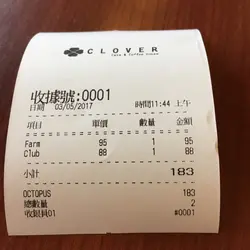 CLOVER
收據號:0001
日期 03/05/2017 時間11:44 上午
項目 單價 數量 金額
Farm 95 1 95
Club 88 1 88
小計 183
OCTOPUS 183
總數量 2
收銀員01 #0001